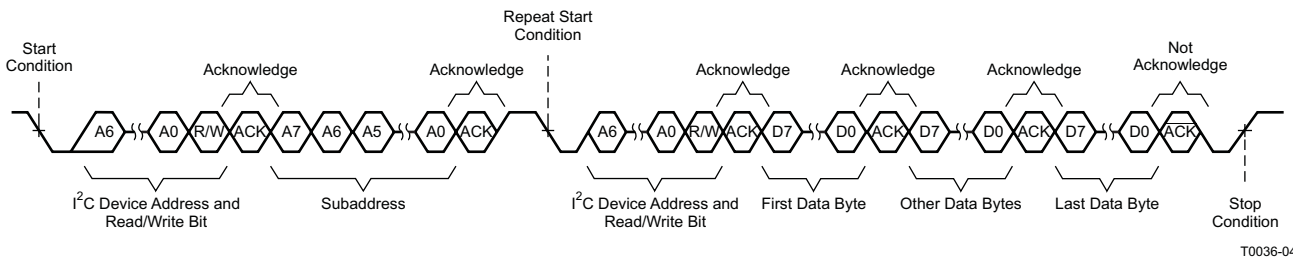 Repeat Start
Condition
Start
Condition
Acknowledge
Acknowledge
Acknowledge
Acknowledge
Acknowledge
Not
Acknowledge
A6 A0 R/W ACK A7 A6 A5 A0 ACK A6 A0 R/W ACK D7 D0 ACK D7 D0 ACK D7 D0 ACK
I²C Device Address and
Read/Write Bit
Subaddress
I²C Device Address and
Read/Write Bit
First Data Byte
Other Data Bytes
Last Data Byte
Stop
Condition
T0036-04